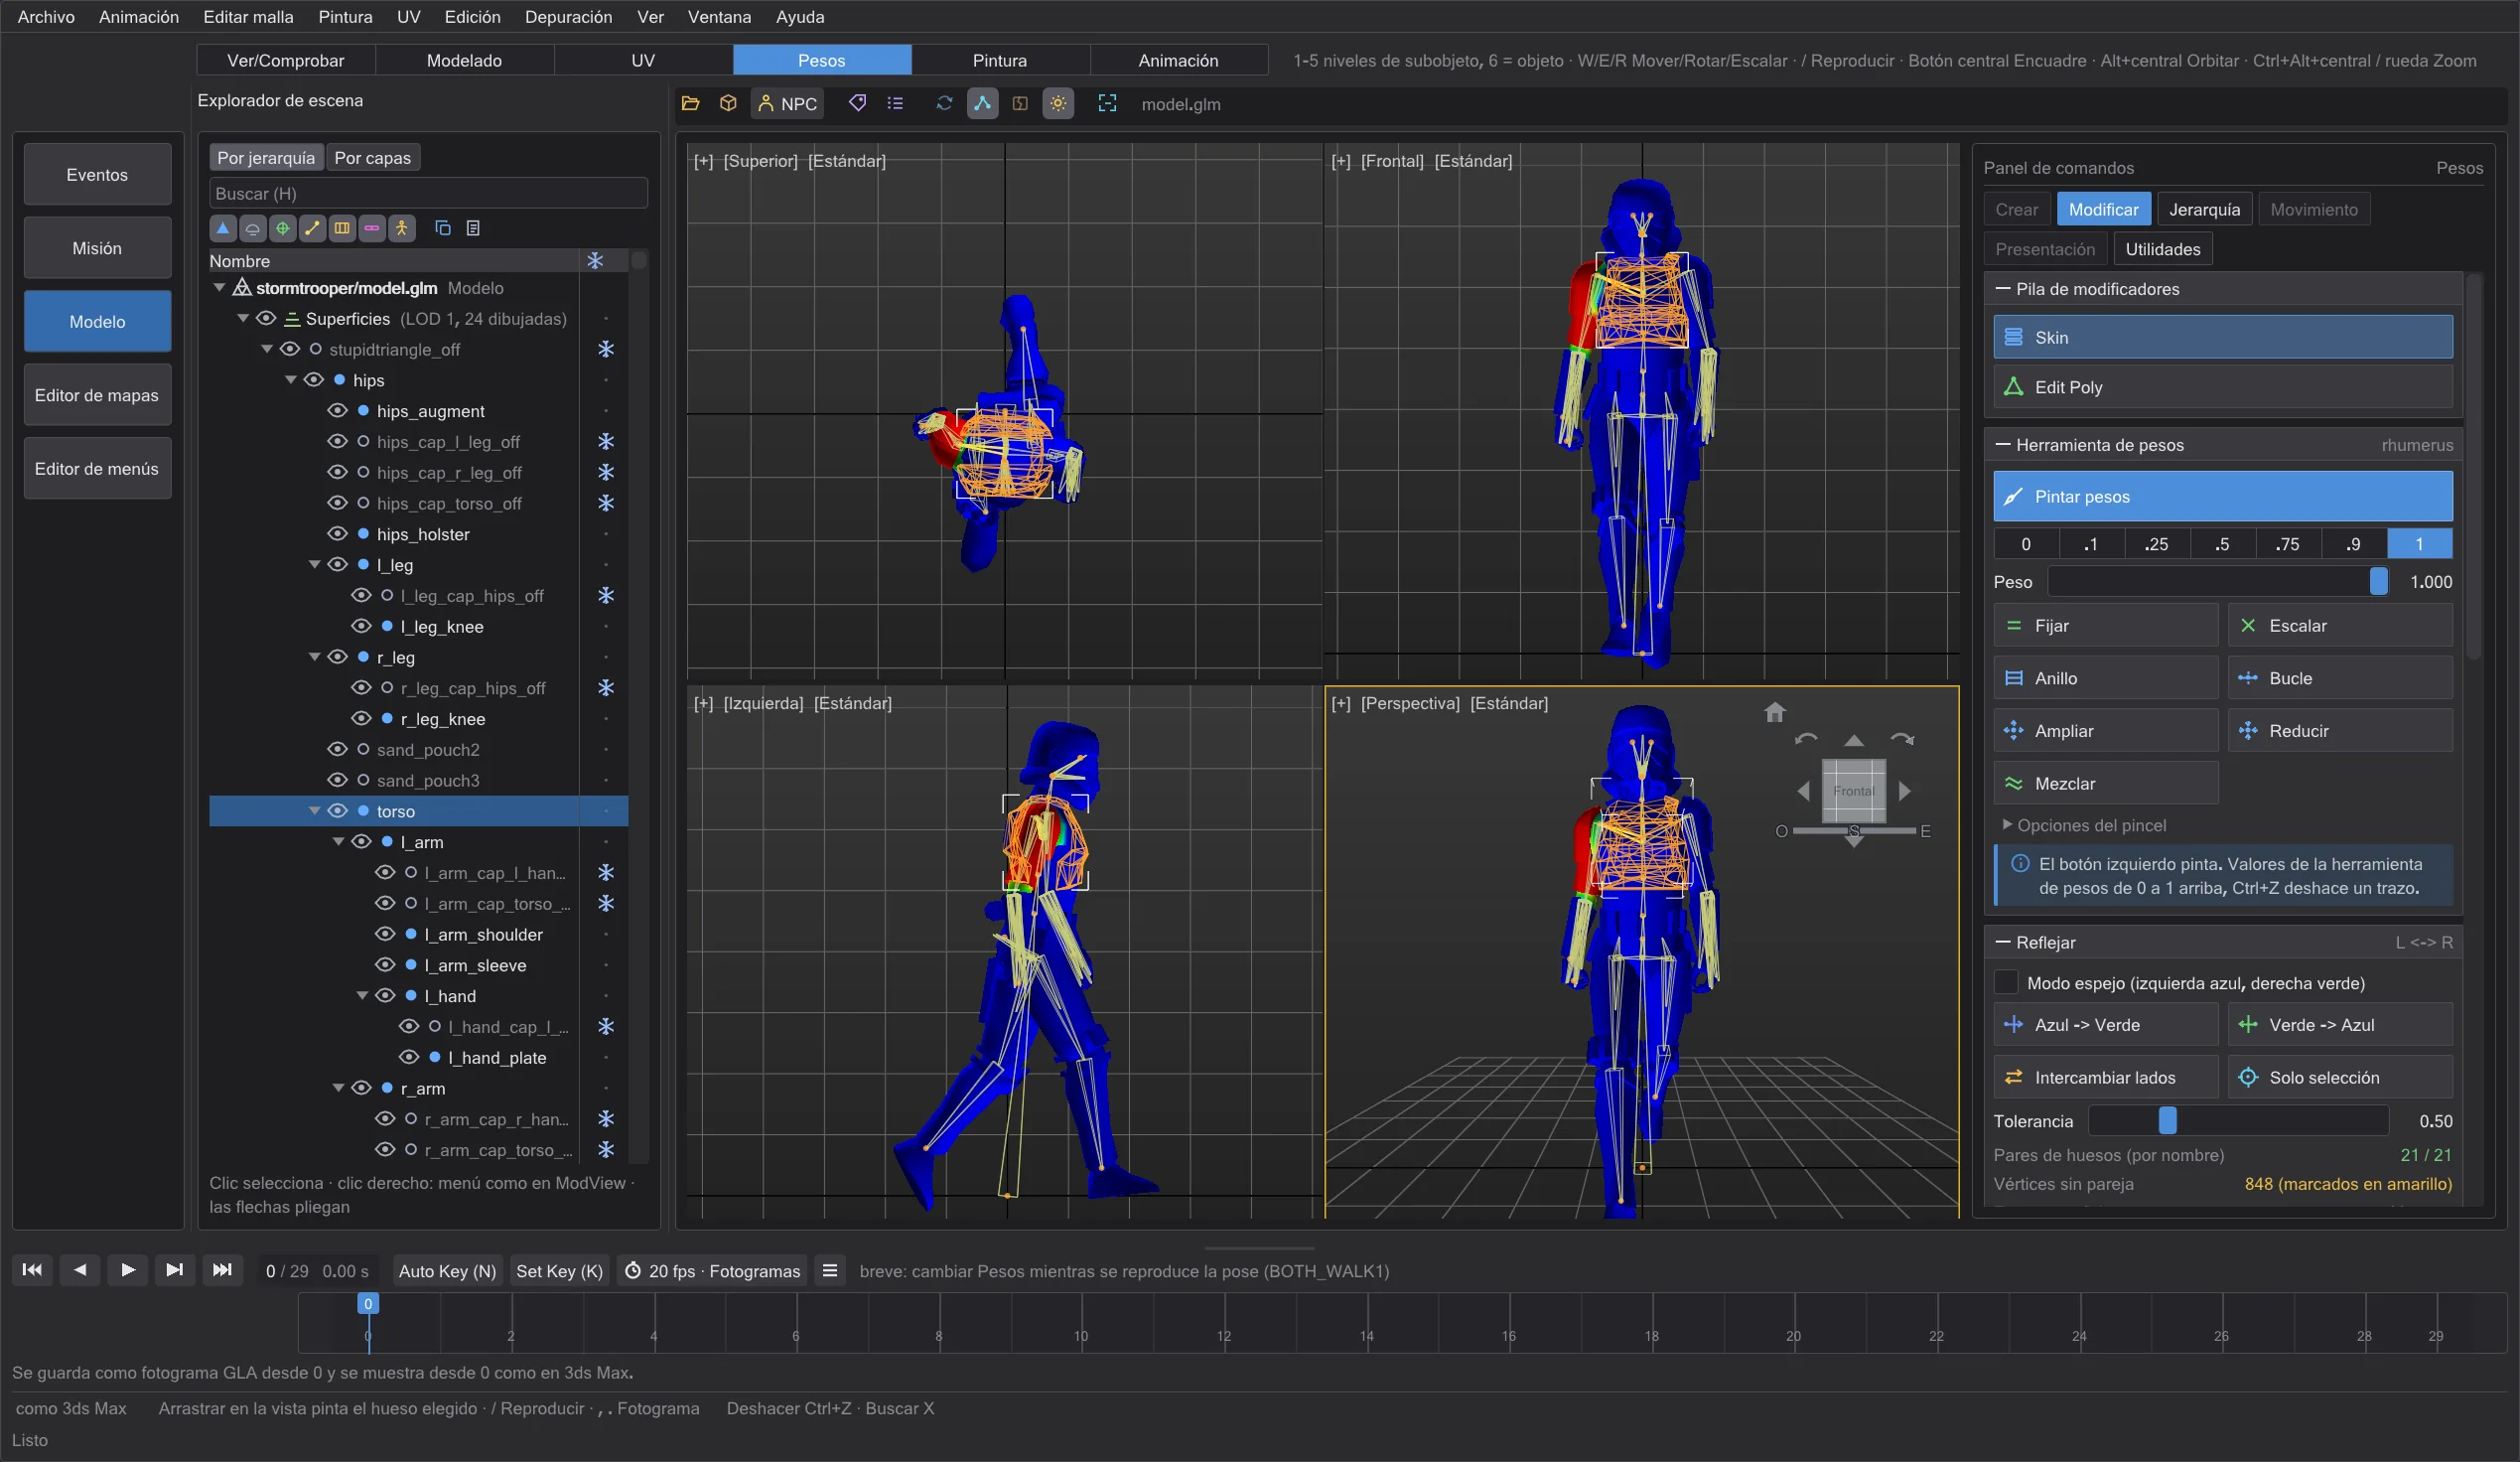 Archivo Animación Editar malla Pintura UV Edición Depuración Ver Ventana Ayuda
Ver/Comprobar Modelado UV Pesos Pintura Animación 1-5 niveles de subobjeto, 6 = objeto · W/E/R Mover/Rotar/Escalar · / Reproducir · Botón central Encuadre · Alt+central Orbitar · Ctrl+Alt+central / rueda Zoom
Eventos
Misión
Modelo
Editor de mapas
Editor de menús
Explorador de escena
Por jerarquía Por capas
Buscar (H)
Nombre
stormtrooper/model.glm Modelo
Superficies (LOD 1, 24 dibujadas)
stupidtriangle_off
hips
hips_augment
hips_cap_l_leg_off
hips_cap_r_leg_off
hips_cap_torso_off
hips_holster
l_leg
l_leg_cap_hips_off
l_leg_knee
r_leg
r_leg_cap_hips_off
r_leg_knee
sand_pouch2
sand_pouch3
torso
l_arm
l_arm_cap_l_han...
l_arm_cap_torso_...
l_arm_shoulder
l_arm_sleeve
l_hand
l_hand_cap_l_...
l_hand_plate
r_arm
r_arm_cap_r_han...
r_arm_cap_torso_...
Clic selecciona · clic derecho: menú como en ModView ·
las flechas pliegan
NPC model.glm
[+] [Superior] [Estándar]
[+] [Frontal] [Estándar]
[+] [Izquierda] [Estándar]
[+] [Perspectiva] [Estándar]
Frontal
O S E
Panel de comandos Pesos
Crear Modificar Jerarquía Movimiento
Presentación Utilidades
Pila de modificadores
Skin
Edit Poly
Herramienta de pesos rhumerus
Pintar pesos
0 .1 .25 .5 .75 .9 1
Peso 1.000
Fijar Escalar
Anillo Bucle
Ampliar Reducir
Mezclar
Opciones del pincel
El botón izquierdo pinta. Valores de la herramienta
de pesos de 0 a 1 arriba, Ctrl+Z deshace un trazo.
Reflejar L <-> R
Modo espejo (izquierda azul, derecha verde)
Azul -> Verde Verde -> Azul
Intercambiar lados Solo selección
Tolerancia 0.50
Pares de huesos (por nombre) 21 / 21
Vértices sin pareja 848 (marcados en amarillo)
0 / 29 0.00 s Auto Key (N) Set Key (K) 20 fps · Fotogramas breve: cambiar Pesos mientras se reproduce la pose (BOTH_WALK1)
0
0 2 4 6 8 10 12 14 16 18 20 22 24 26 28 29
Se guarda como fotograma GLA desde 0 y se muestra desde 0 como en 3ds Max.
como 3ds Max Arrastrar en la vista pinta el hueso elegido · / Reproducir · , . Fotograma Deshacer Ctrl+Z · Buscar X
Listo